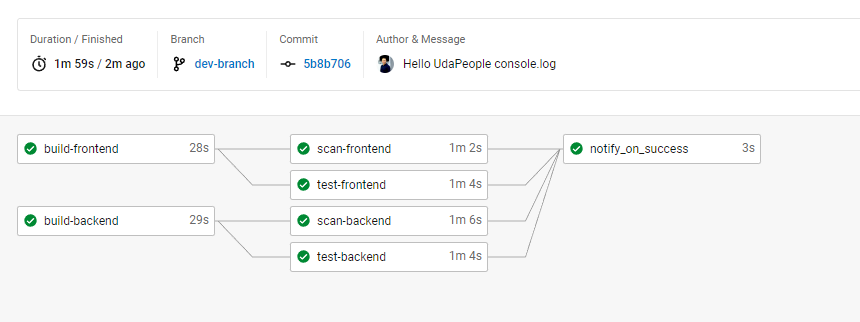 Duration / Finished
Branch
Commit
Author & Message
1m 59s / 2m ago
dev-branch
5b8b706
Hello UdaPeople console.log
build-frontend 28s
scan-frontend 1m 2s
notify_on_success 3s
test-frontend 1m 4s
build-backend 29s
scan-backend 1m 6s
test-backend 1m 4s